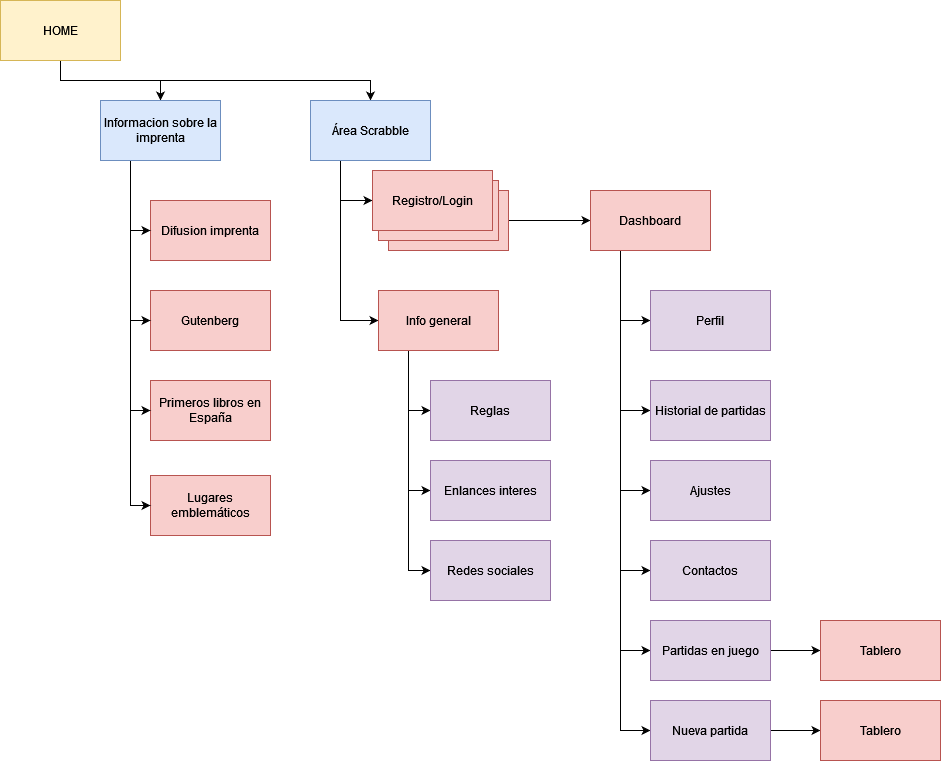 HOME
Informacion sobre la
imprenta
Área Scrabble
Difusion imprenta
Gutenberg
Primeros libros en
España
Lugares
emblemáticos
Registro/Login
Info general
Reglas
Enlances interes
Redes sociales
Dashboard
Perfil
Historial de partidas
Ajustes
Contactos
Partidas en juego
Tablero
Nueva partida
Tablero